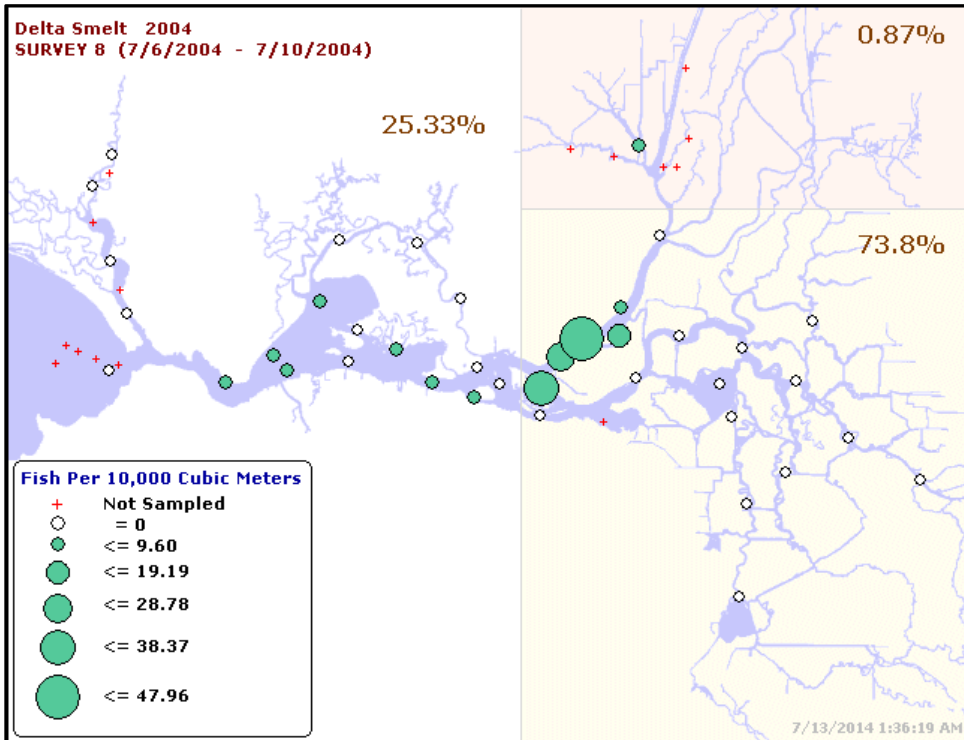 Delta Smelt 2004
SURVEY 8 (7/6/2004 - 7/10/2004)
0.87%
25.33%
73.8%
Fish Per 10,000 Cubic Meters
Not Sampled
= 0
<= 9.60
<= 19.19
<= 28.78
<= 38.37
<= 47.96
7/13/2014 1:36:19 AM